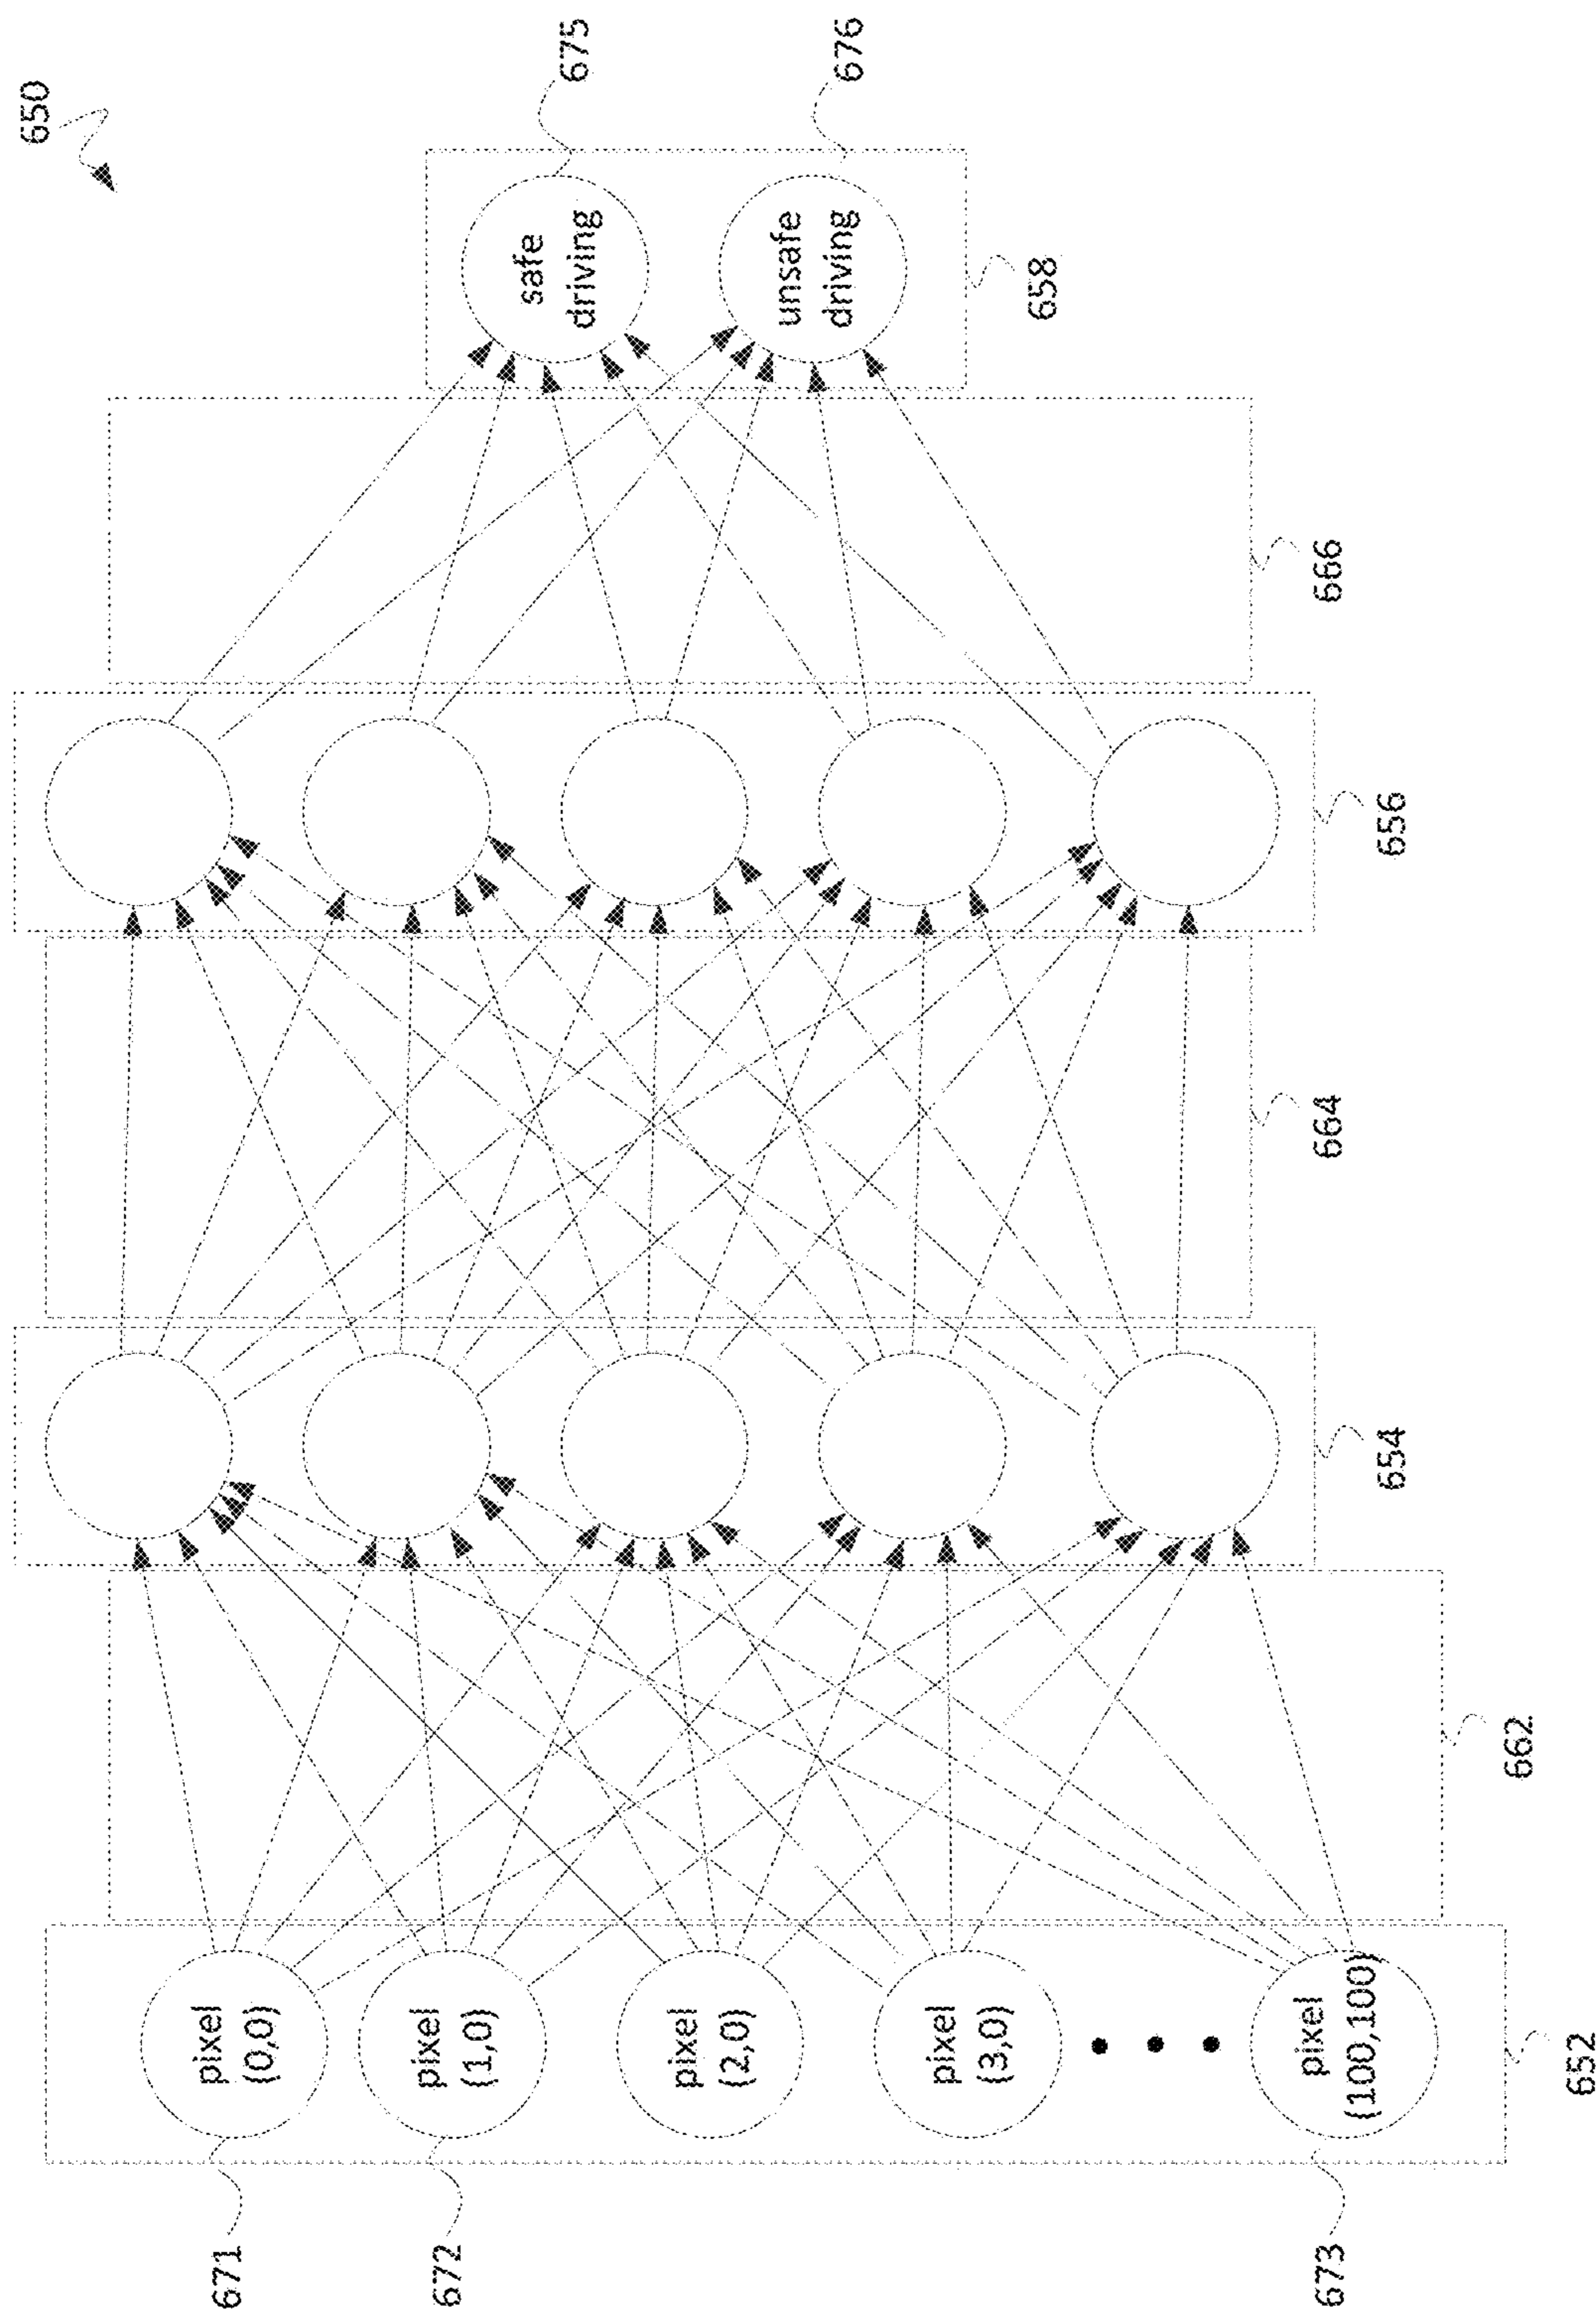 650
671
pixel
(0,0)
672
pixel
(1,0)
pixel
(2,0)
pixel
(3,0)
673
pixel
(100,100)
652
662
654
664
656
666
safe
driving
675
unsafe
driving
676
658